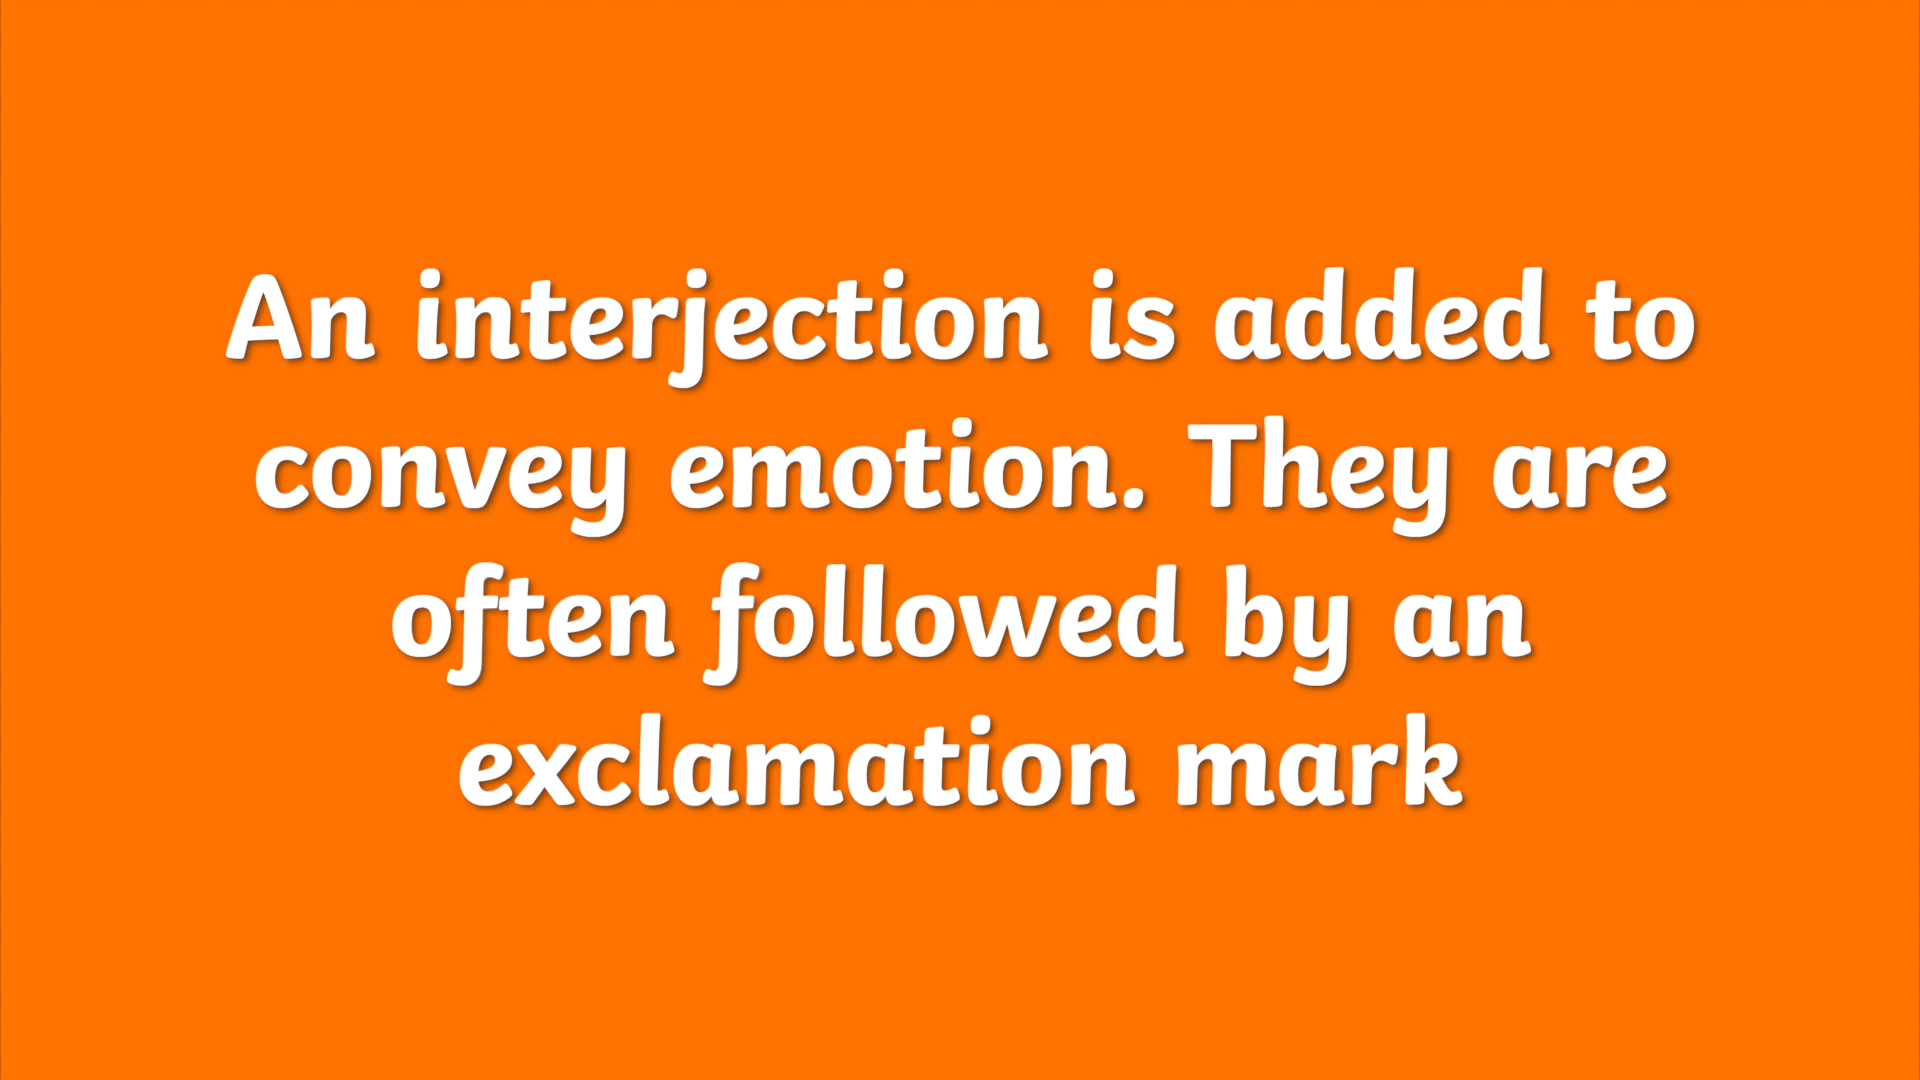 An interjection is added to
convey emotion. They are
often followed by an
exclamation mark